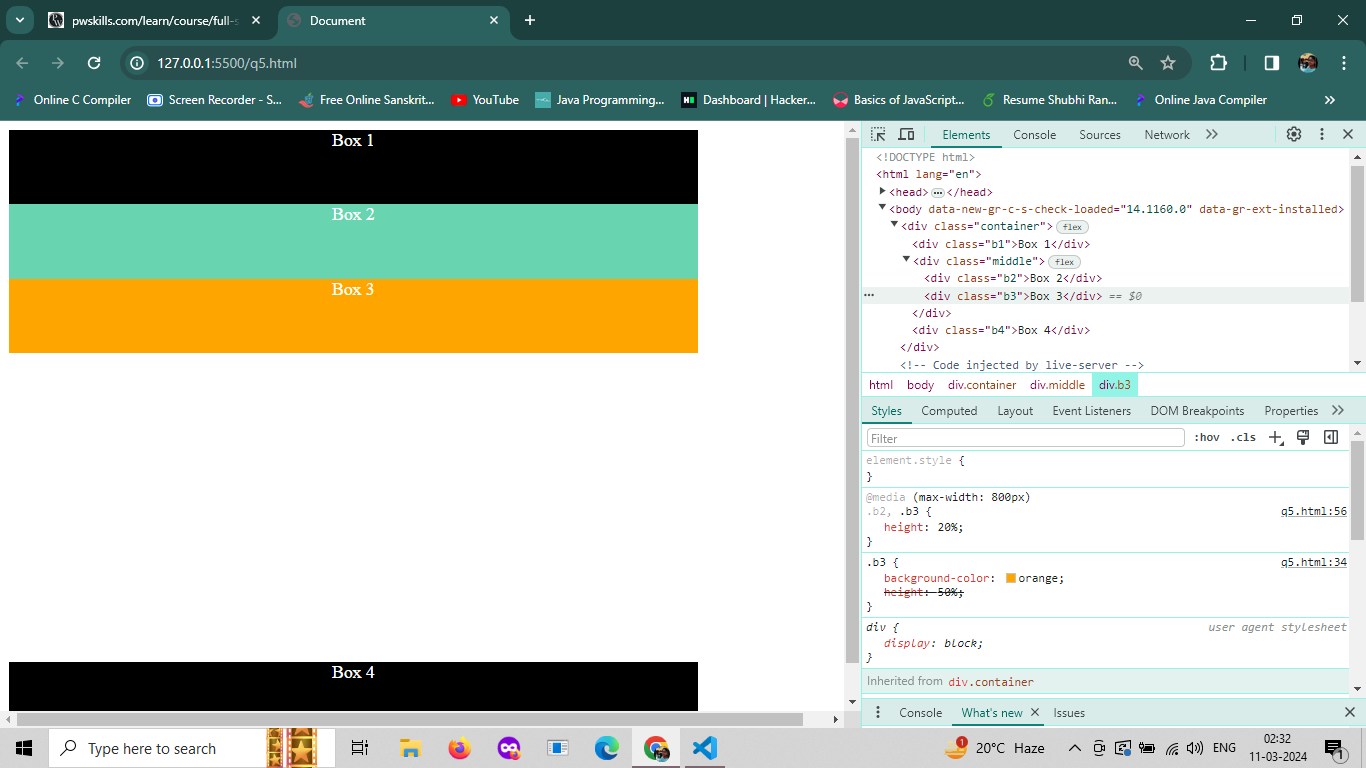 pwskills.com/learn/course/full-s
Document
127.0.0.1:5500/q5.html
Online C Compiler
Screen Recorder - S...
Free Online Sanskrit...
YouTube
Java Programming...
Dashboard | Hacker...
Basics of JavaScript...
Resume Shubhi Ran...
Online Java Compiler
»
Box 1
Box 2
Box 3
Box 4
Elements
Console
Sources
Network
<!DOCTYPE html>
<html lang="en">
<head>•••</head>
<body data-new-gr-c-s-check-loaded="14.1160.0" data-gr-ext-installed>
<div class="container"> flex
<div class="b1">Box 1</div>
<div class="middle"> flex
<div class="b2">Box 2</div>
<div class="b3">Box 3</div> == $0
</div>
<div class="b4">Box 4</div>
</div>
<!-- Code injected by live-server -->
html body div.container div.middle div.b3
Styles Computed Layout Event Listeners DOM Breakpoints Properties
Filter :hov .cls
element.style {
}
@media (max-width: 800px)
.b2, .b3 { q5.html:56
height: 20%;
}
.b3 { q5.html:34
background-color: orange;
height: 50%;
}
div { user agent stylesheet
display: block;
}
Inherited from div.container
Console What's new Issues
Type here to search
1
20°C Haze
ENG
02:32
11-03-2024
1